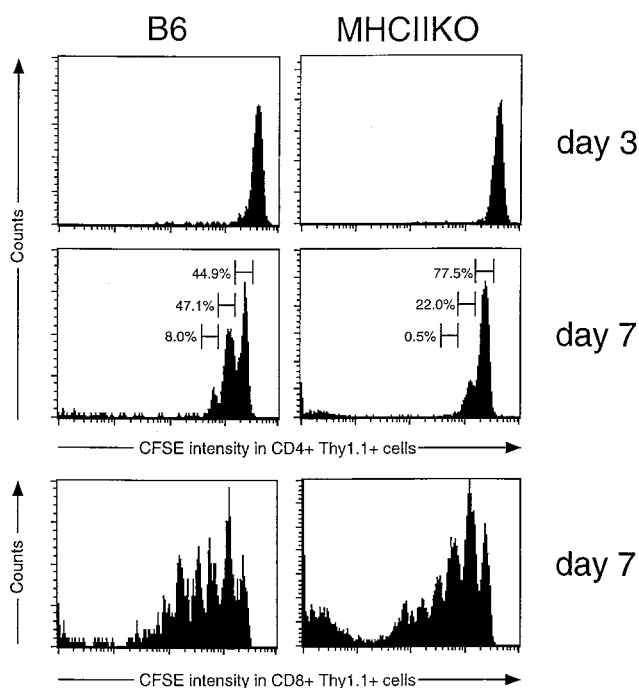 B6 MHCIIKO
day 3
Counts
44.9% 77.5%
47.1% 22.0%
8.0% 0.5%
day 7
CFSE intensity in CD4+ Thy1.1+ cells
Counts
day 7
CFSE intensity in CD8+ Thy1.1+ cells